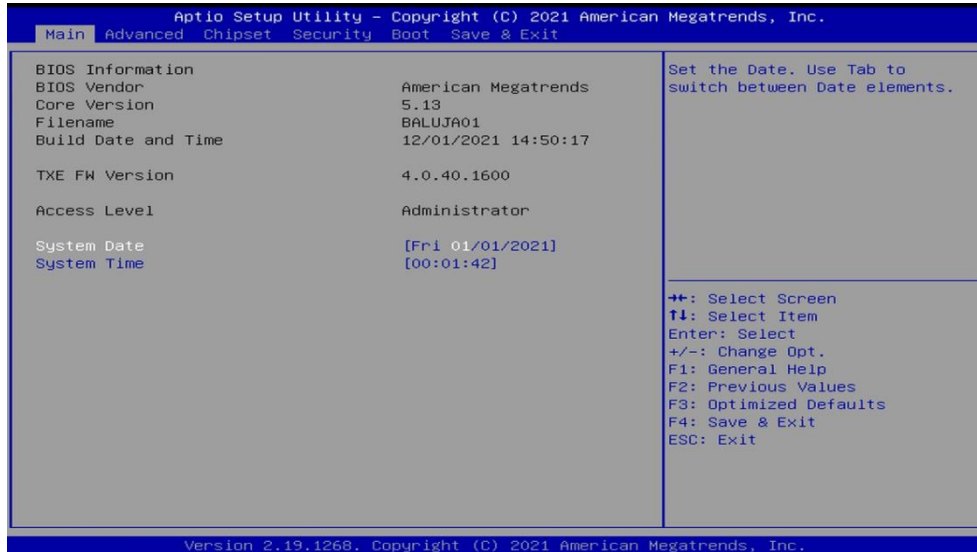 Aptio Setup Utility – Copyright (C) 2021 American Megatrends, Inc.
Main Advanced Chipset Security Boot Save & Exit
BIOS Information
BIOS Vendor American Megatrends
Core Version 5.13
Filename BALUJA01
Build Date and Time 12/01/2021 14:50:17
TXE FW Version 4.0.40.1600
Access Level Administrator
System Date [Fri 01/01/2021]
System Time [00:01:42]
Set the Date. Use Tab to
switch between Date elements.
→←: Select Screen
↑↓: Select Item
Enter: Select
+/-: Change Opt.
F1: General Help
F2: Previous Values
F3: Optimized Defaults
F4: Save & Exit
ESC: Exit
Version 2.19.1268. Copyright (C) 2021 American Megatrends, Inc.